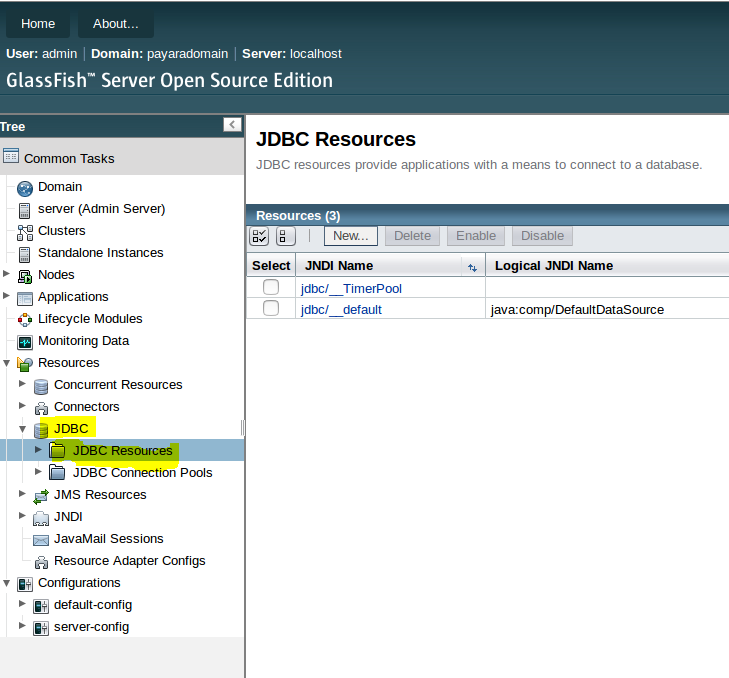 Home About...
User: admin | Domain: payaradomain | Server: localhost
GlassFish™ Server Open Source Edition
Tree
Common Tasks
Domain
server (Admin Server)
Clusters
Standalone Instances
Nodes
Applications
Lifecycle Modules
Monitoring Data
Resources
Concurrent Resources
Connectors
JDBC
JDBC Resources
JDBC Connection Pools
JMS Resources
JNDI
JavaMail Sessions
Resource Adapter Configs
Configurations
default-config
server-config
JDBC Resources
JDBC resources provide applications with a means to connect to a database.
Resources (3)
New... Delete Enable Disable
Select JNDI Name Logical JNDI Name
jdbc/__TimerPool
jdbc/__default java:comp/DefaultDataSource